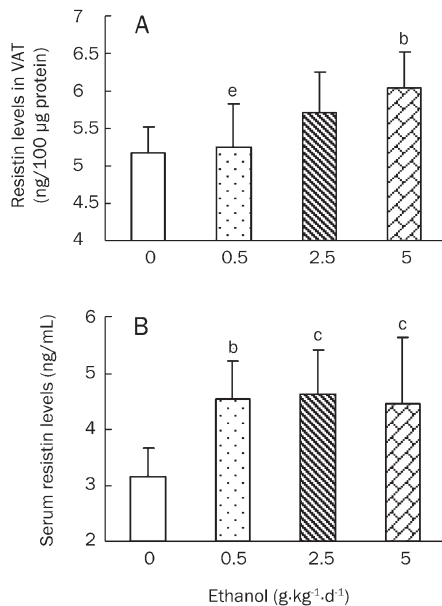 A
Resistin levels in VAT
(ng/100 μg protein)
7
6.5
6
5.5
5
4.5
4
e
b
0 0.5 2.5 5
B
Serum resistin levels (ng/mL)
6
5
4
3
2
b
c
c
0 0.5 2.5 5
Ethanol (g·kg⁻¹·d⁻¹)